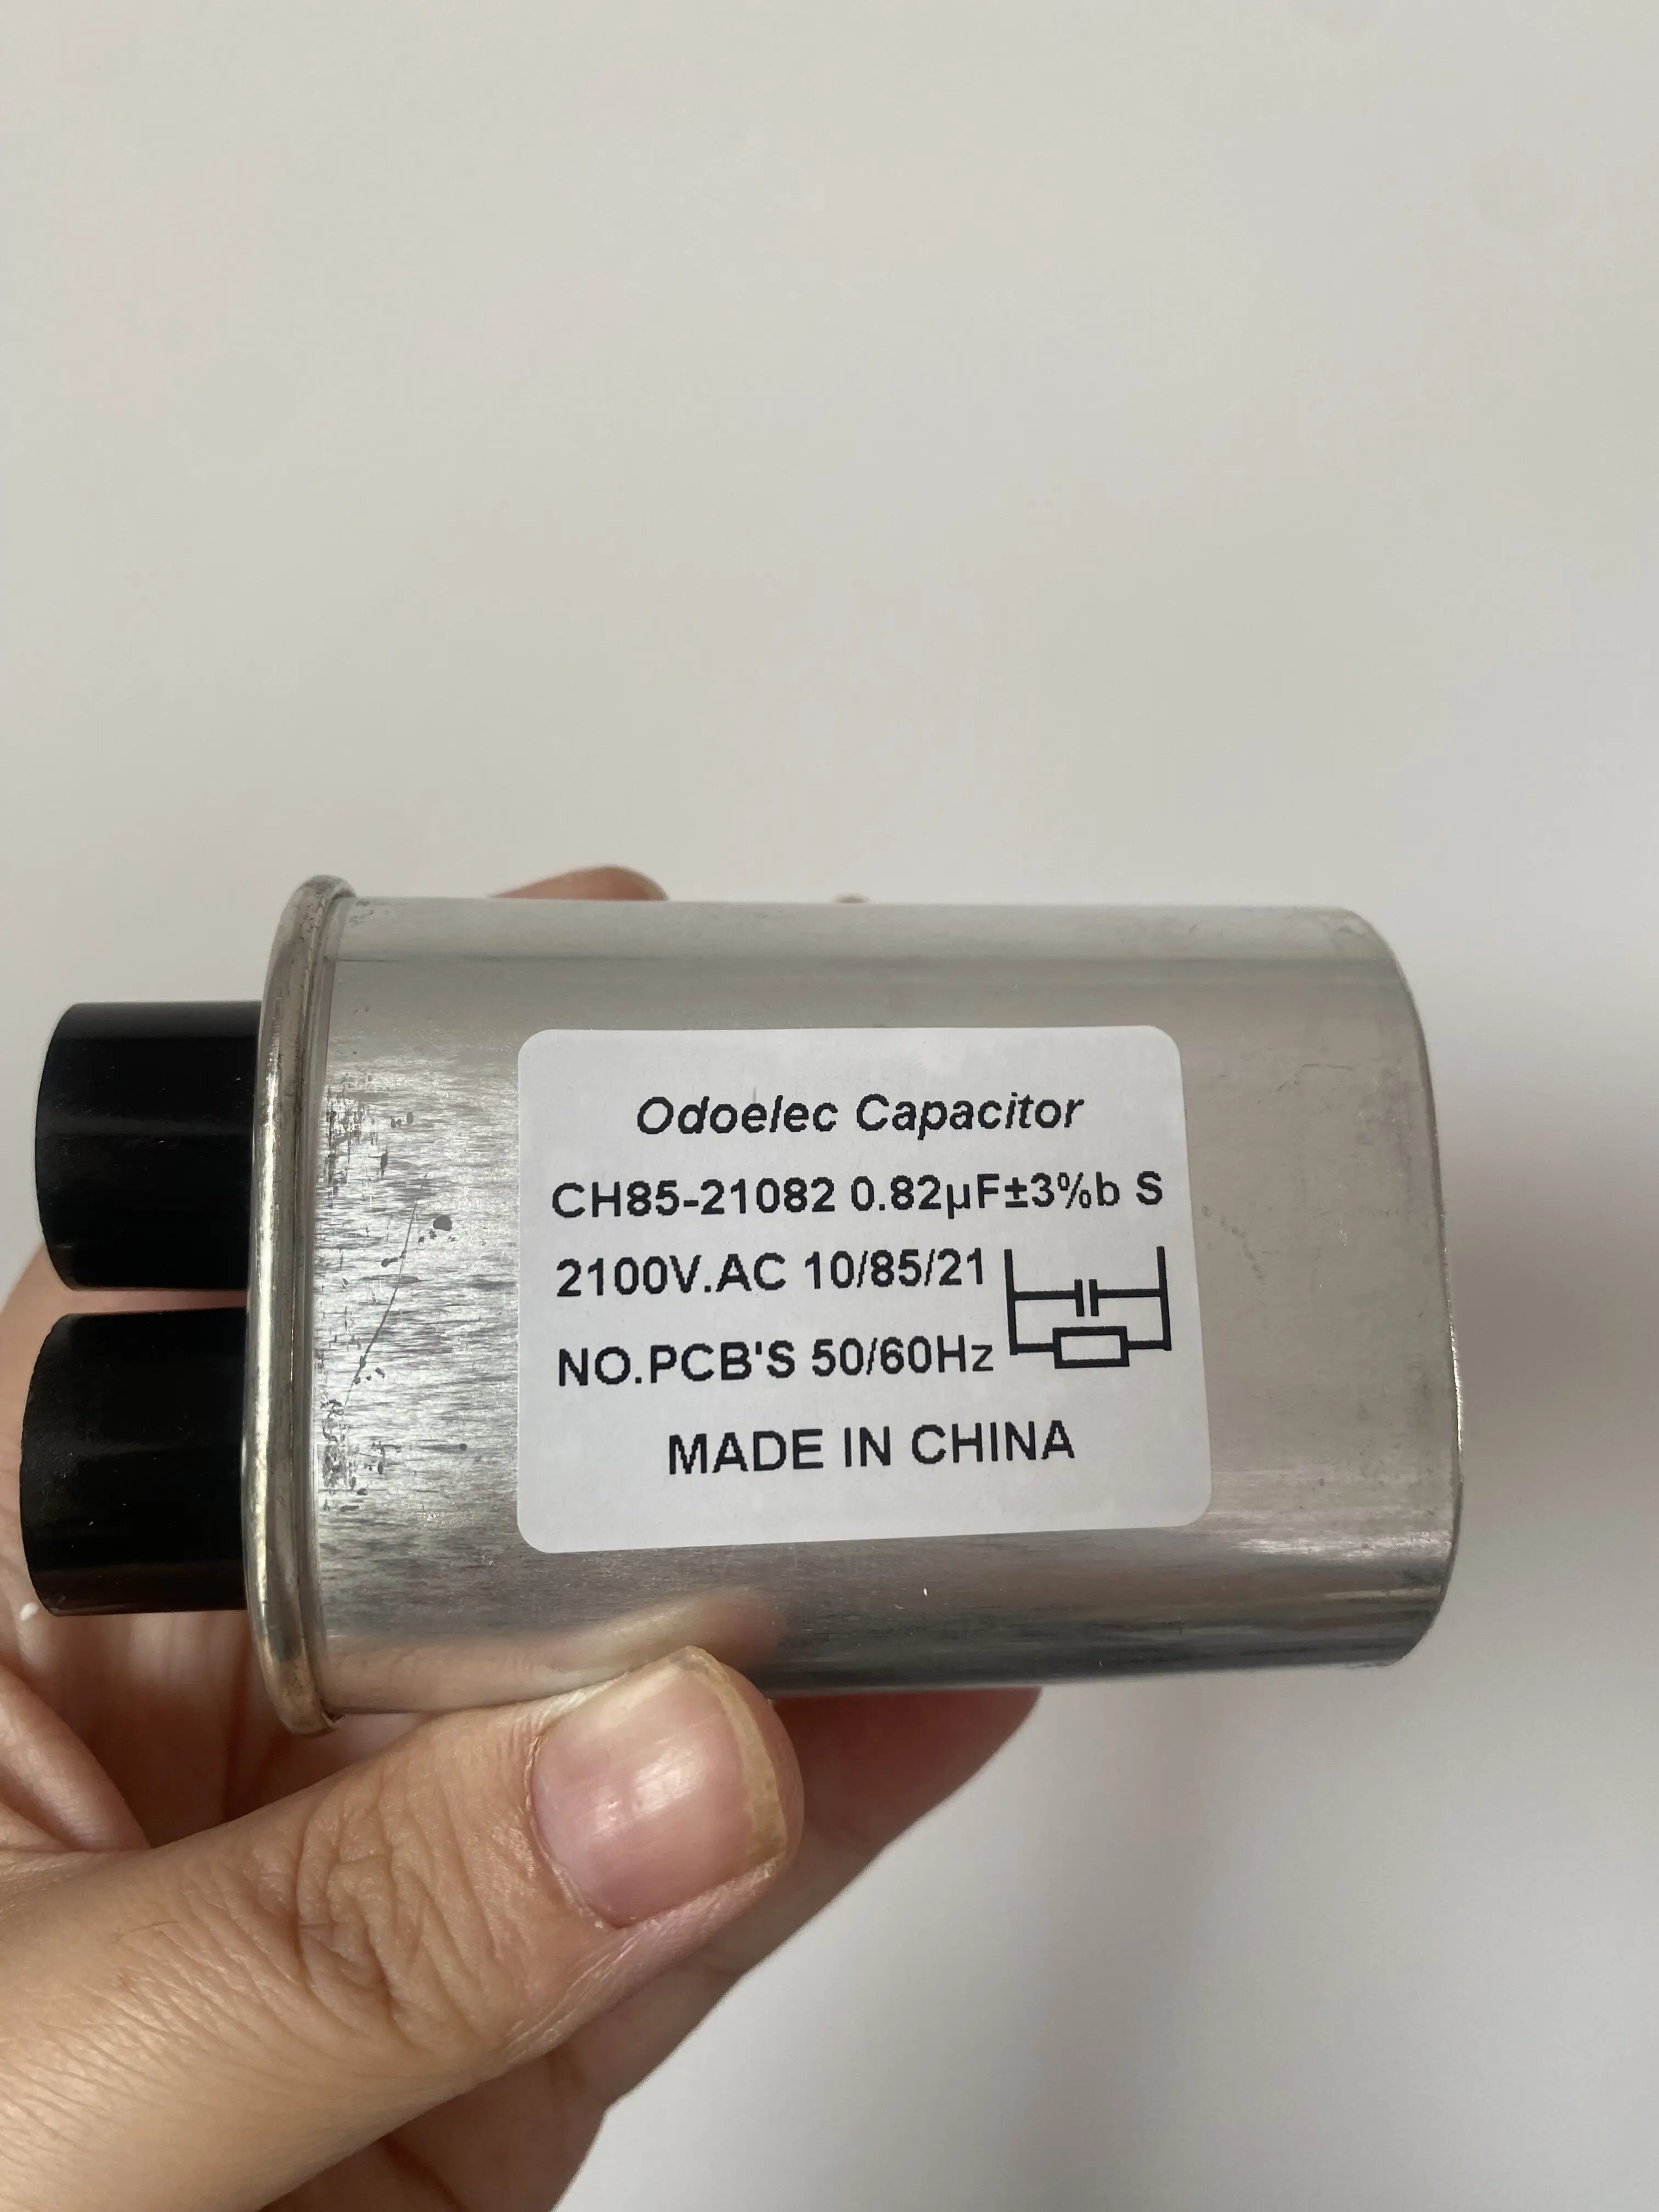 Odoelec Capacitor
CH85-21082 0.82µF±3%b S
2100V.AC 10/85/21
NO.PCB'S 50/60Hz
MADE IN CHINA